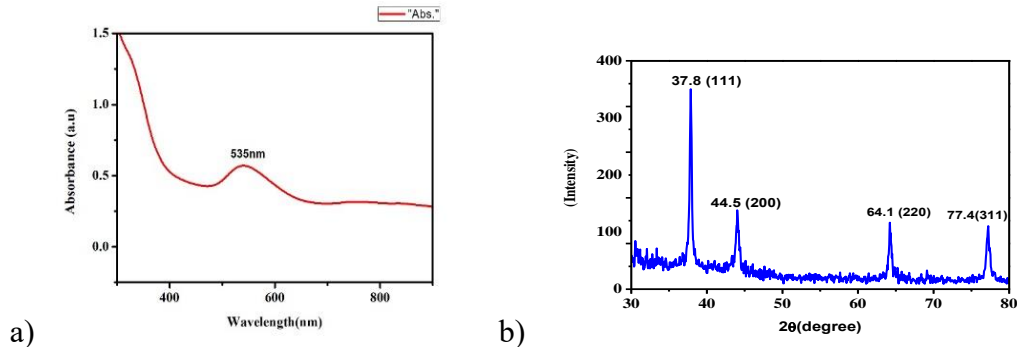 "Abs."
1.5
1.0
0.5
0.0
Absorbance (a.u)
535nm
400 600 800
Wavelength(nm)
a)
400
300
200
100
0
(Intensity)
37.8 (111)
44.5 (200)
64.1 (220)
77.4(311)
30 40 50 60 70 80
2θ(degree)
b)